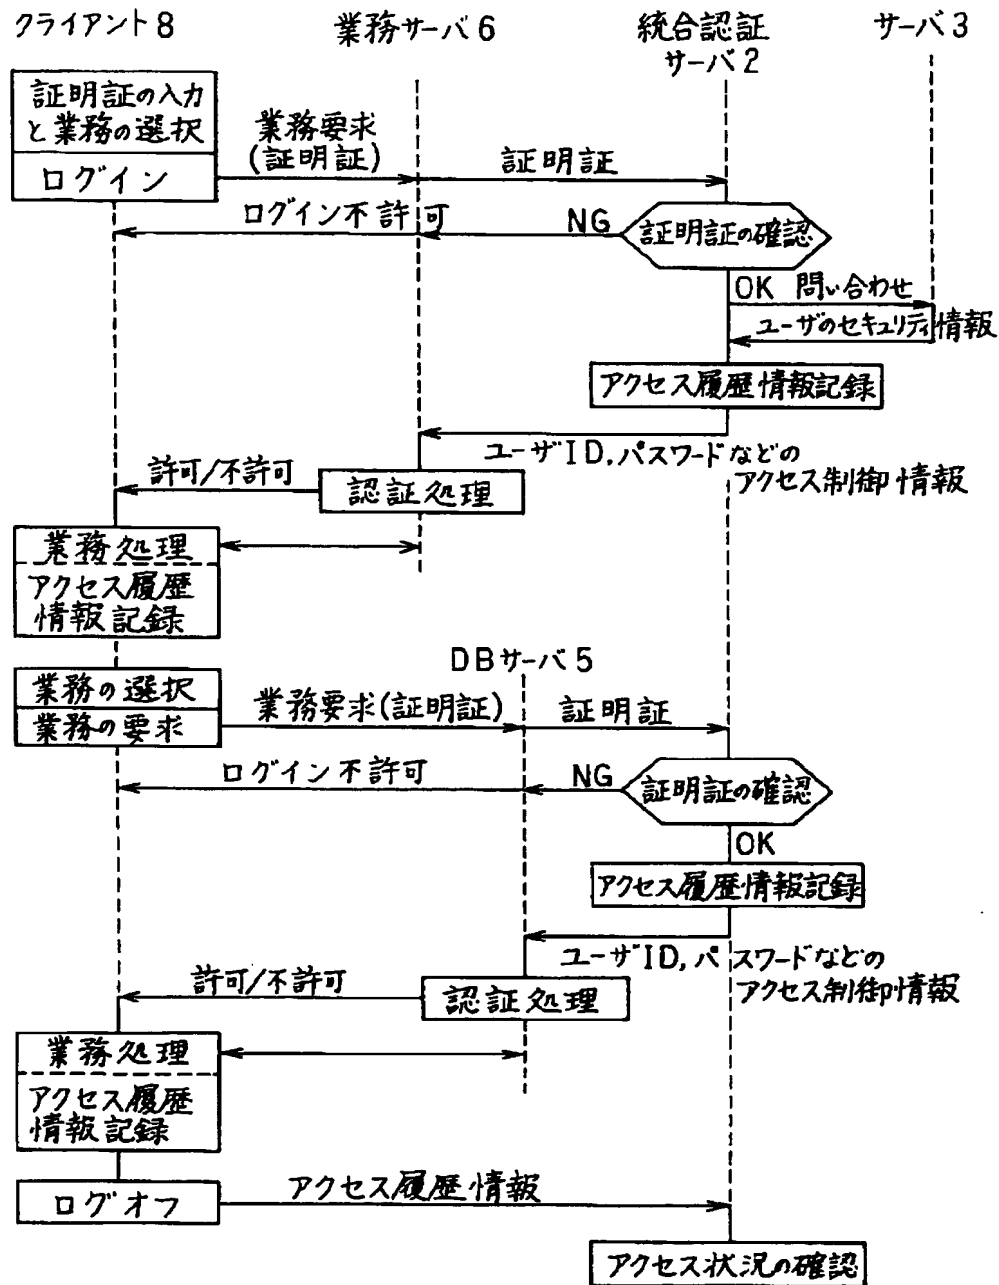 クライアント8
業務サーバ6
統合認証
サーバ2
サーバ3
証明証の入力
と業務の選択
ログイン
業務要求
(証明証)
証明証
ログイン不許可
NG
証明証の確認
OK 問い合わせ
ユーザのセキュリティ情報
アクセス履歴情報記録
ユーザID,パスワードなどの
アクセス制御情報
許可/不許可
認証処理
業務処理
アクセス履歴
情報記録
DBサーバ5
業務の選択
業務の要求
業務要求(証明証)
証明証
ログイン不許可
NG
証明証の確認
OK
アクセス履歴情報記録
ユーザID,パスワードなどの
アクセス制御情報
許可/不許可
認証処理
業務処理
アクセス履歴
情報記録
ログオフ
アクセス履歴情報
アクセス状況の確認